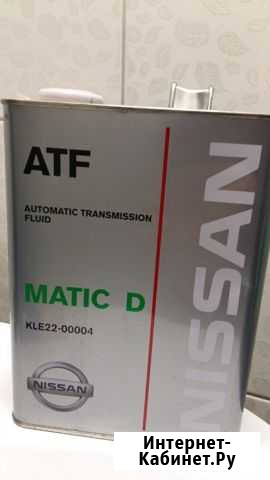 ATF
AUTOMATIC TRANSMISSION
FLUID
MATIC D
KLE22-00004
NISSAN
NISSAN
Интернет-
Кабинет.Ру